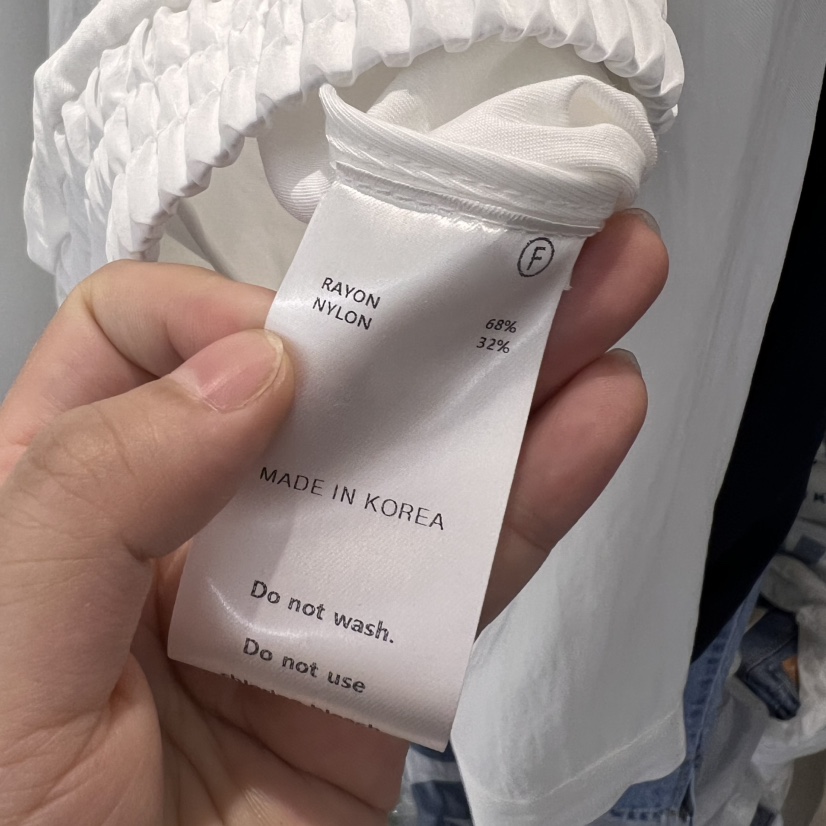 F
RAYON 68%
NYLON 32%
MADE IN KOREA
Do not wash.
Do not use